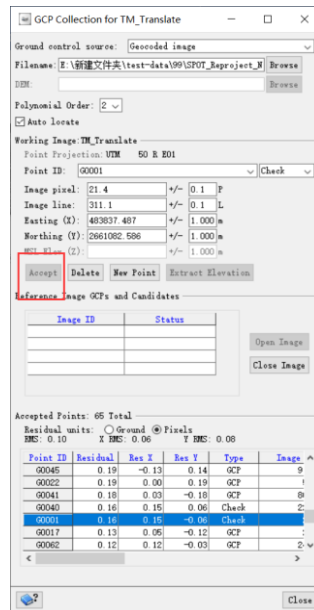 GCP Collection for TM_Translate
Ground control source: Geocoded image
Filename: E:\新建文件夹\test-data\99\SPOT_Reproject_N Browse
DEM: Browse
Polynomial Order: 2
Auto locate
Working Image:TM_Translate
Point Projection: UTM 50 R E01
Point ID: G0001 Check
Image pixel: 21.4 +/- 0.1 P
Image line: 311.1 +/- 0.1 L
Easting (X): 483837.487 +/- 1.000 m
Northing (Y): 2661082.586 +/- 1.000 m
MSL Elev (Z): +/- 1.000 m
Accept Delete New Point Extract Elevation
Reference Image GCPs and Candidates
Image ID Status
Open Image
Close Image
Accepted Points: 65 Total
Residual units: Ground Pixels
RMS: 0.10 X RMS: 0.06 Y RMS: 0.08
Point ID Residual Res X Res Y Type Image
G0045 0.19 -0.13 0.14 GCP 9
G0022 0.19 0.00 0.19 GCP
G0041 0.18 0.03 -0.18 GCP
G0040 0.16 0.15 0.06 Check
G0001 0.16 0.15 -0.06 Check
G0017 0.13 0.05 -0.12 GCP
G0062 0.12 0.12 -0.03 GCP
Close